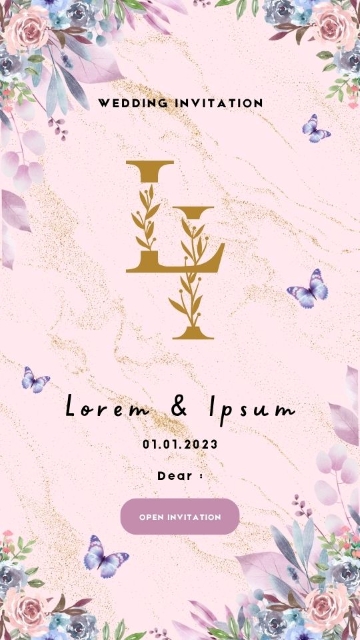 WEDDING INVITATION
L I
Lorem & Ipsum
01.01.2023
Dear :
OPEN INVITATION